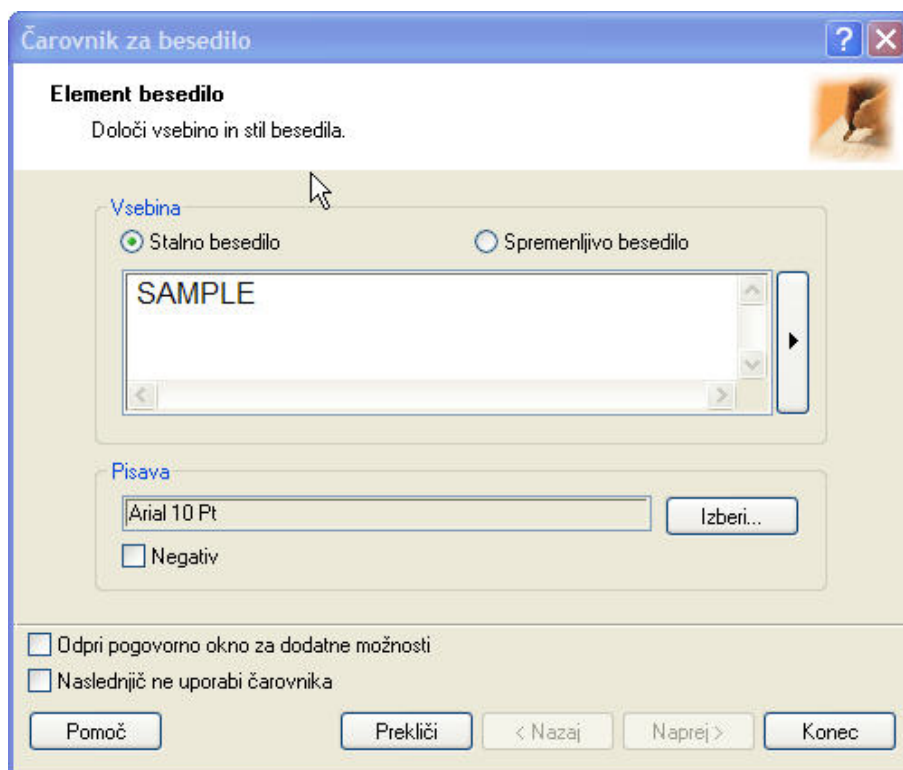 Čarovnik za besedilo
Element besedilo
Določi vsebino in stil besedila.
Vsebina
Stalno besedilo Spremenljivo besedilo
SAMPLE
Pisava
Arial 10 Pt Izberi...
Negativ
Odpri pogovorno okno za dodatne možnosti
Naslednjič ne uporabi čarovnika
Pomoč Prekliči < Nazaj Naprej > Konec